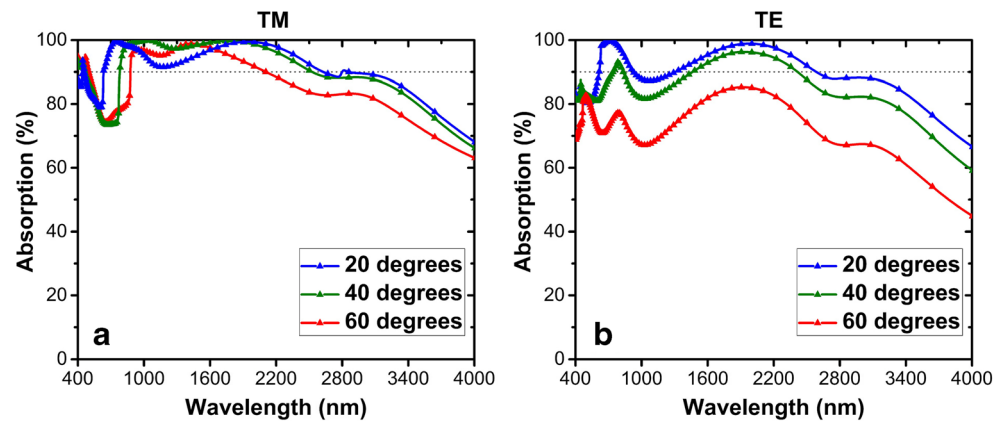 TM
Absorption (%)
100
80
60
40
20
0
20 degrees
40 degrees
60 degrees
a
400 1000 1600 2200 2800 3400 4000
Wavelength (nm)
TE
Absorption (%)
100
80
60
40
20
0
20 degrees
40 degrees
60 degrees
b
400 1000 1600 2200 2800 3400 4000
Wavelength (nm)